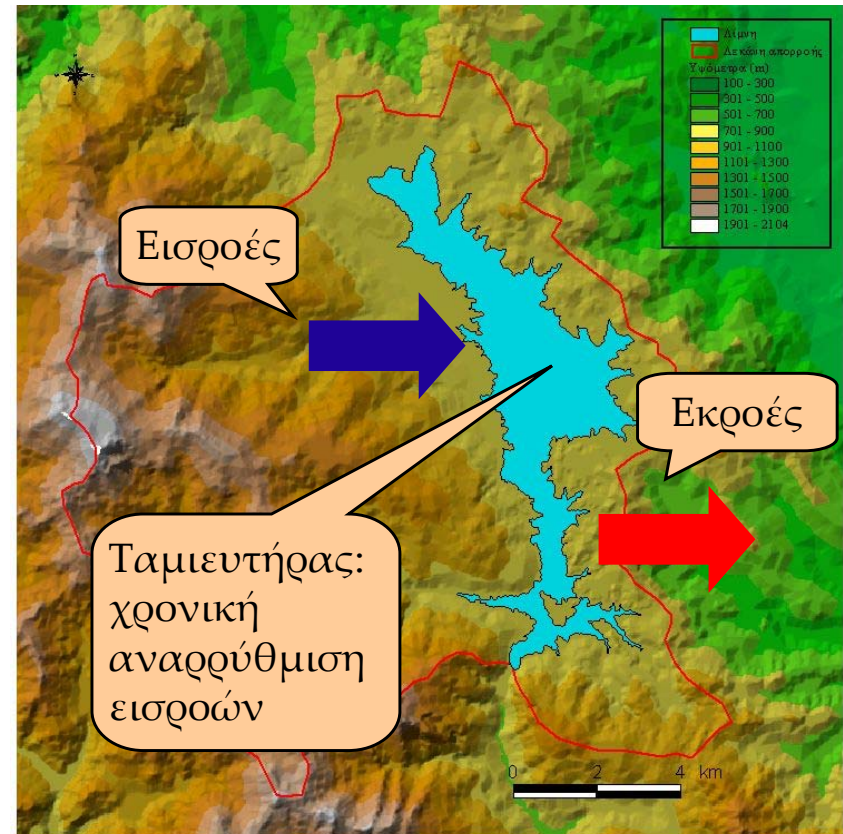 Λίμνη
Λεκάνη απορροής
Υψόμετρα (m)
100 - 300
301 - 500
501 - 700
701 - 900
901 - 1100
1101 - 1300
1301 - 1500
1501 - 1700
1701 - 1900
1901 - 2104
Εισροές
Εκροές
Ταμιευτήρας:
χρονική
αναρρύθμιση
εισροών
0 2 4 km